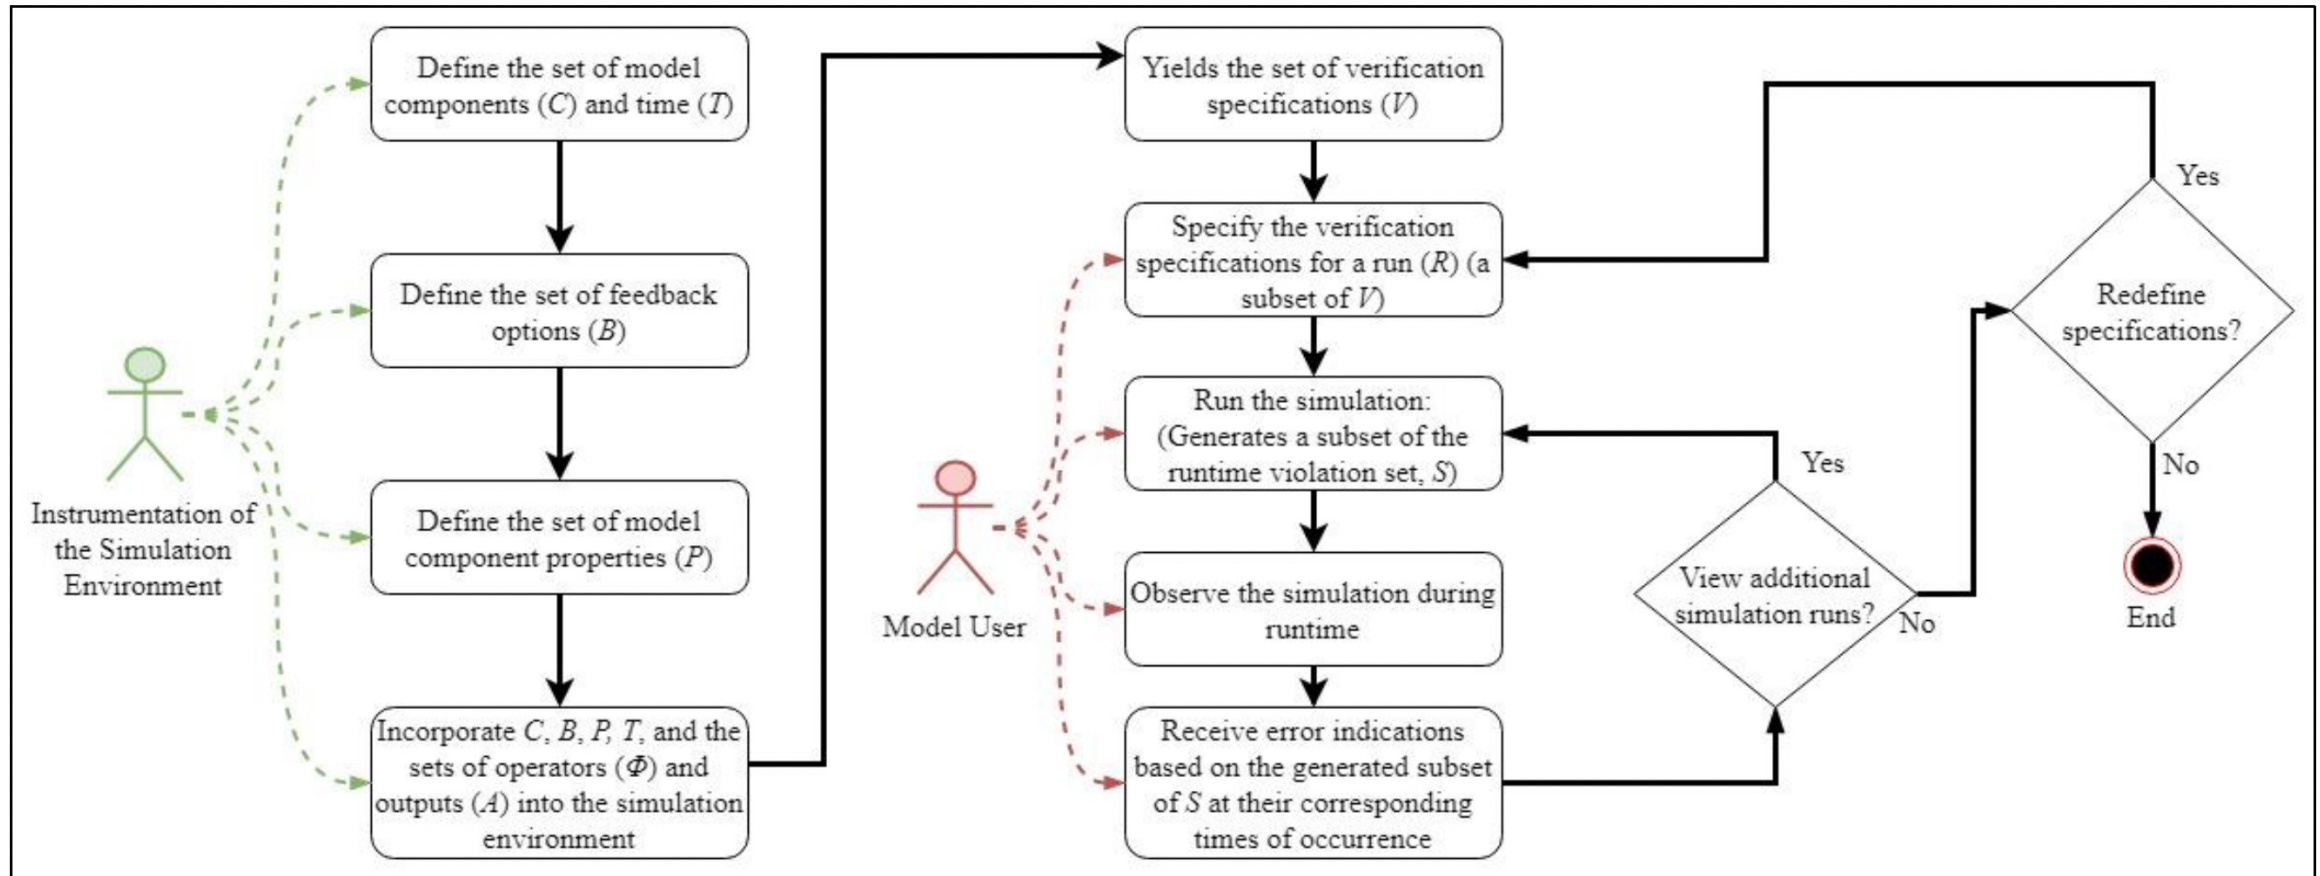 Define the set of model
components (C) and time (T)
Define the set of feedback
options (B)
Define the set of model
component properties (P)
Incorporate C, B, P, T, and the
sets of operators (Φ) and
outputs (A) into the simulation
environment
Instrumentation of
the Simulation
Environment
Yields the set of verification
specifications (V)
Specify the verification
specifications for a run (R) (a
subset of V)
Run the simulation:
(Generates a subset of the
runtime violation set, S)
Observe the simulation during
runtime
Receive error indications
based on the generated subset
of S at their corresponding
times of occurrence
Model User
View additional
simulation runs?
Yes
No
Redefine
specifications?
Yes
No
End